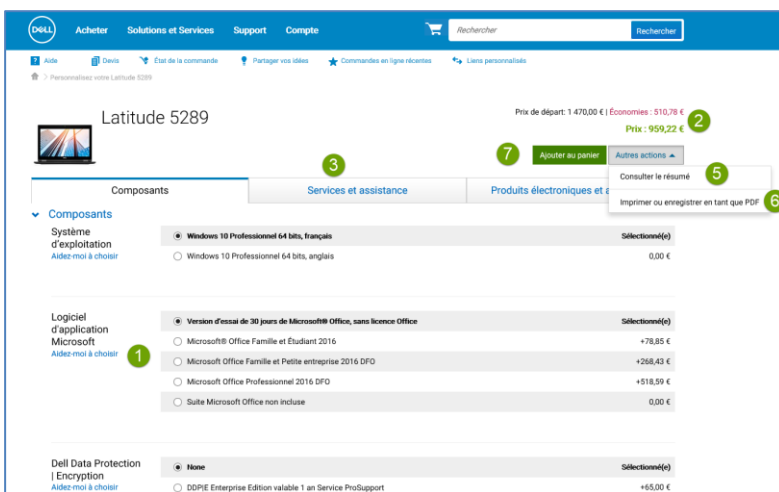 DELL
Acheter Solutions et Services Support Compte Rechercher Rechercher
Aide Devis État de la commande Partager vos idées Commandes en ligne récentes Liens personnalisés
> Personnalisez votre Latitude 5289
Latitude 5289
Prix de départ: 1 470,00 € | Économies : 510,78 €
Prix : 959,22 €
2
7
Ajouter au panier Autres actions
3
Consulter le résumé 5
Composants Services et assistance Produits électroniques et a
Imprimer ou enregistrer en tant que PDF 6
Composants
Système
d'exploitation
Aidez-moi à choisir
Windows 10 Professionnel 64 bits, français Sélectionné(e)
Windows 10 Professionnel 64 bits, anglais 0,00 €
Logiciel
d'application
Microsoft
Aidez-moi à choisir 1
Version d'essai de 30 jours de Microsoft® Office, sans licence Office Sélectionné(e)
Microsoft® Office Famille et Étudiant 2016 +78,85 €
Microsoft Office Famille et Petite entreprise 2016 DFO +268,43 €
Microsoft Office Professionnel 2016 DFO +518,59 €
Suite Microsoft Office non incluse 0,00 €
Dell Data Protection
| Encryption
Aidez-moi à choisir
None Sélectionné(e)
DDP|E Enterprise Edition valable 1 an Service ProSupport +65,00 €